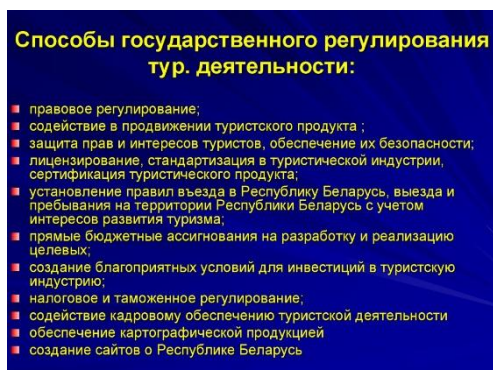 Способы государственного регулирования
тур. деятельности:
правовое регулирование;
содействие в продвижении туристского продукта ;
защита прав и интересов туристов, обеспечение их безопасности;
лицензирование, стандартизация в туристической индустрии,
сертификация туристического продукта;
установление правил въезда в Республику Беларусь, выезда и
пребывания на территории Республики Беларусь с учетом
интересов развития туризма;
прямые бюджетные ассигнования на разработку и реализацию
целевых;
создание благоприятных условий для инвестиций в туристскую
индустрию;
налоговое и таможенное регулирование;
содействие кадровому обеспечению туристской деятельности
обеспечение картографической продукцией
создание сайтов о Республике Беларусь